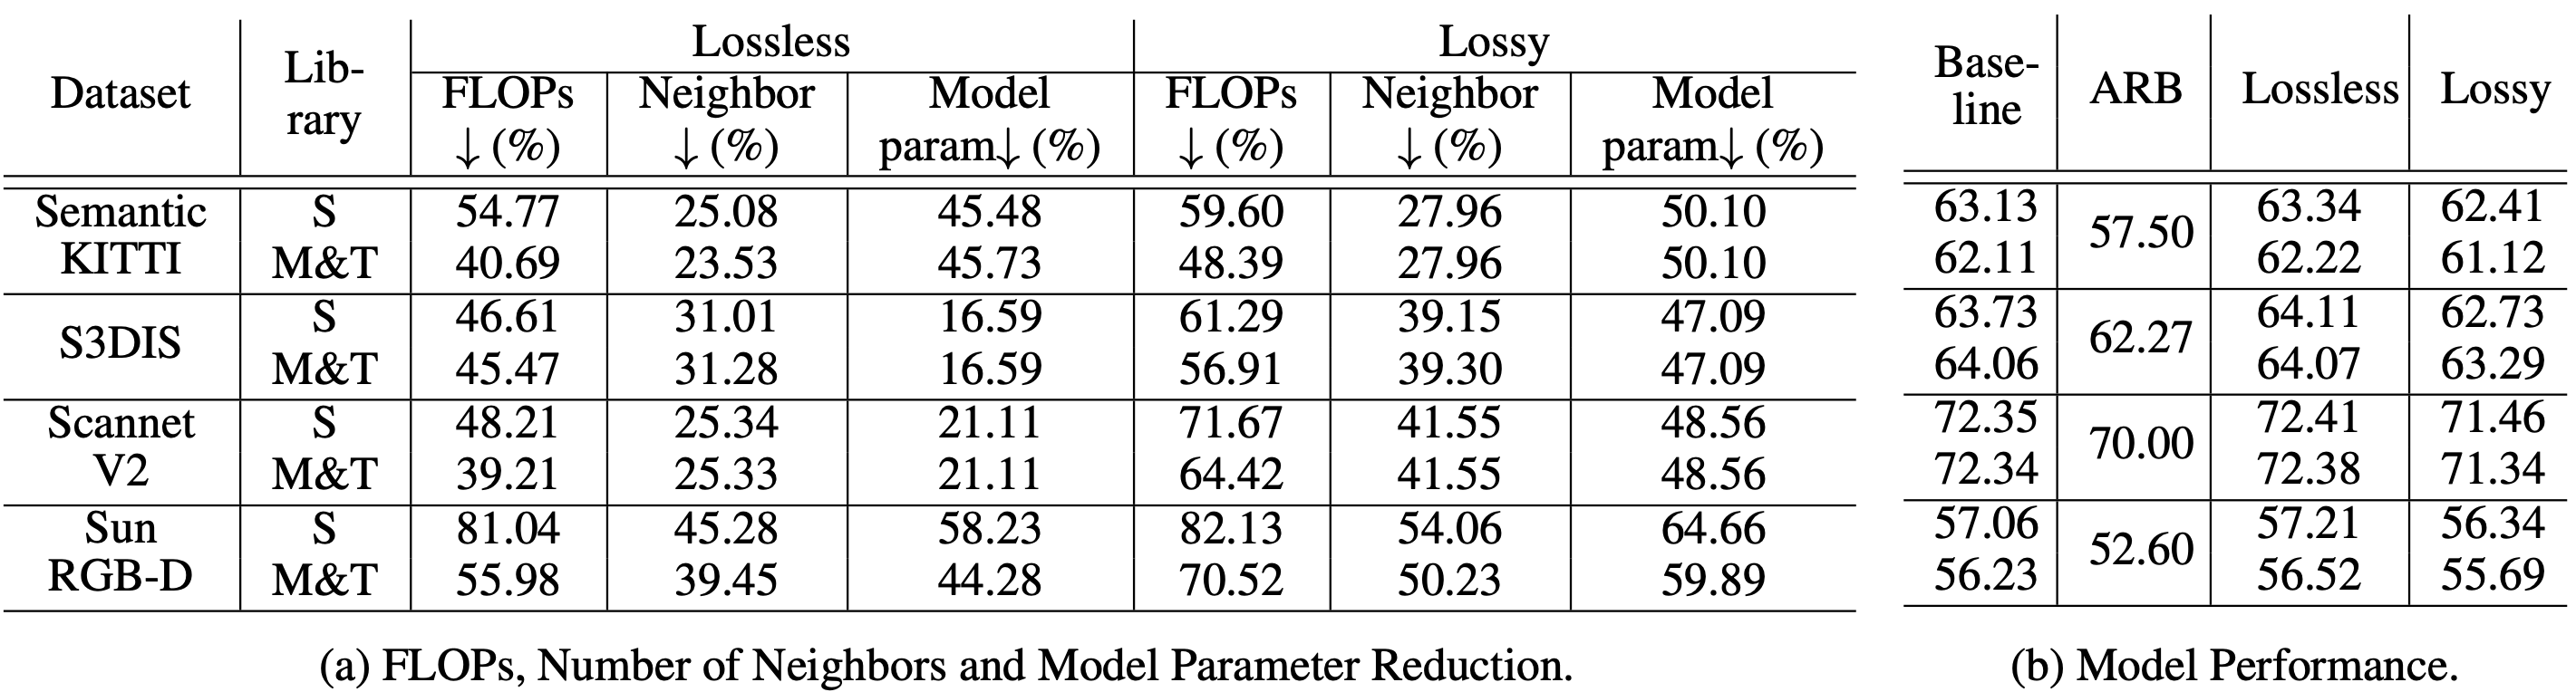 Dataset Lib-rary Lossless Lossy Base-line ARB Lossless Lossy
FLOPs ↓ (%) Neighbor ↓ (%) Model param↓ (%) FLOPs ↓ (%) Neighbor ↓ (%) Model param↓ (%)
Semantic KITTI S 54.77 25.08 45.48 59.60 27.96 50.10 63.13 57.50 63.34 62.41
M&T 40.69 23.53 45.73 48.39 27.96 50.10 62.11 62.22 61.12
S3DIS S 46.61 31.01 16.59 61.29 39.15 47.09 63.73 62.27 64.11 62.73
M&T 45.47 31.28 16.59 56.91 39.30 47.09 64.06 64.07 63.29
Scannet V2 S 48.21 25.34 21.11 71.67 41.55 48.56 72.35 70.00 72.41 71.46
M&T 39.21 25.33 21.11 64.42 41.55 48.56 72.34 72.38 71.34
Sun RGB-D S 81.04 45.28 58.23 82.13 54.06 64.66 57.06 52.60 57.21 56.34
M&T 55.98 39.45 44.28 70.52 50.23 59.89 56.23 56.52 55.69
(a) FLOPs, Number of Neighbors and Model Parameter Reduction.
(b) Model Performance.